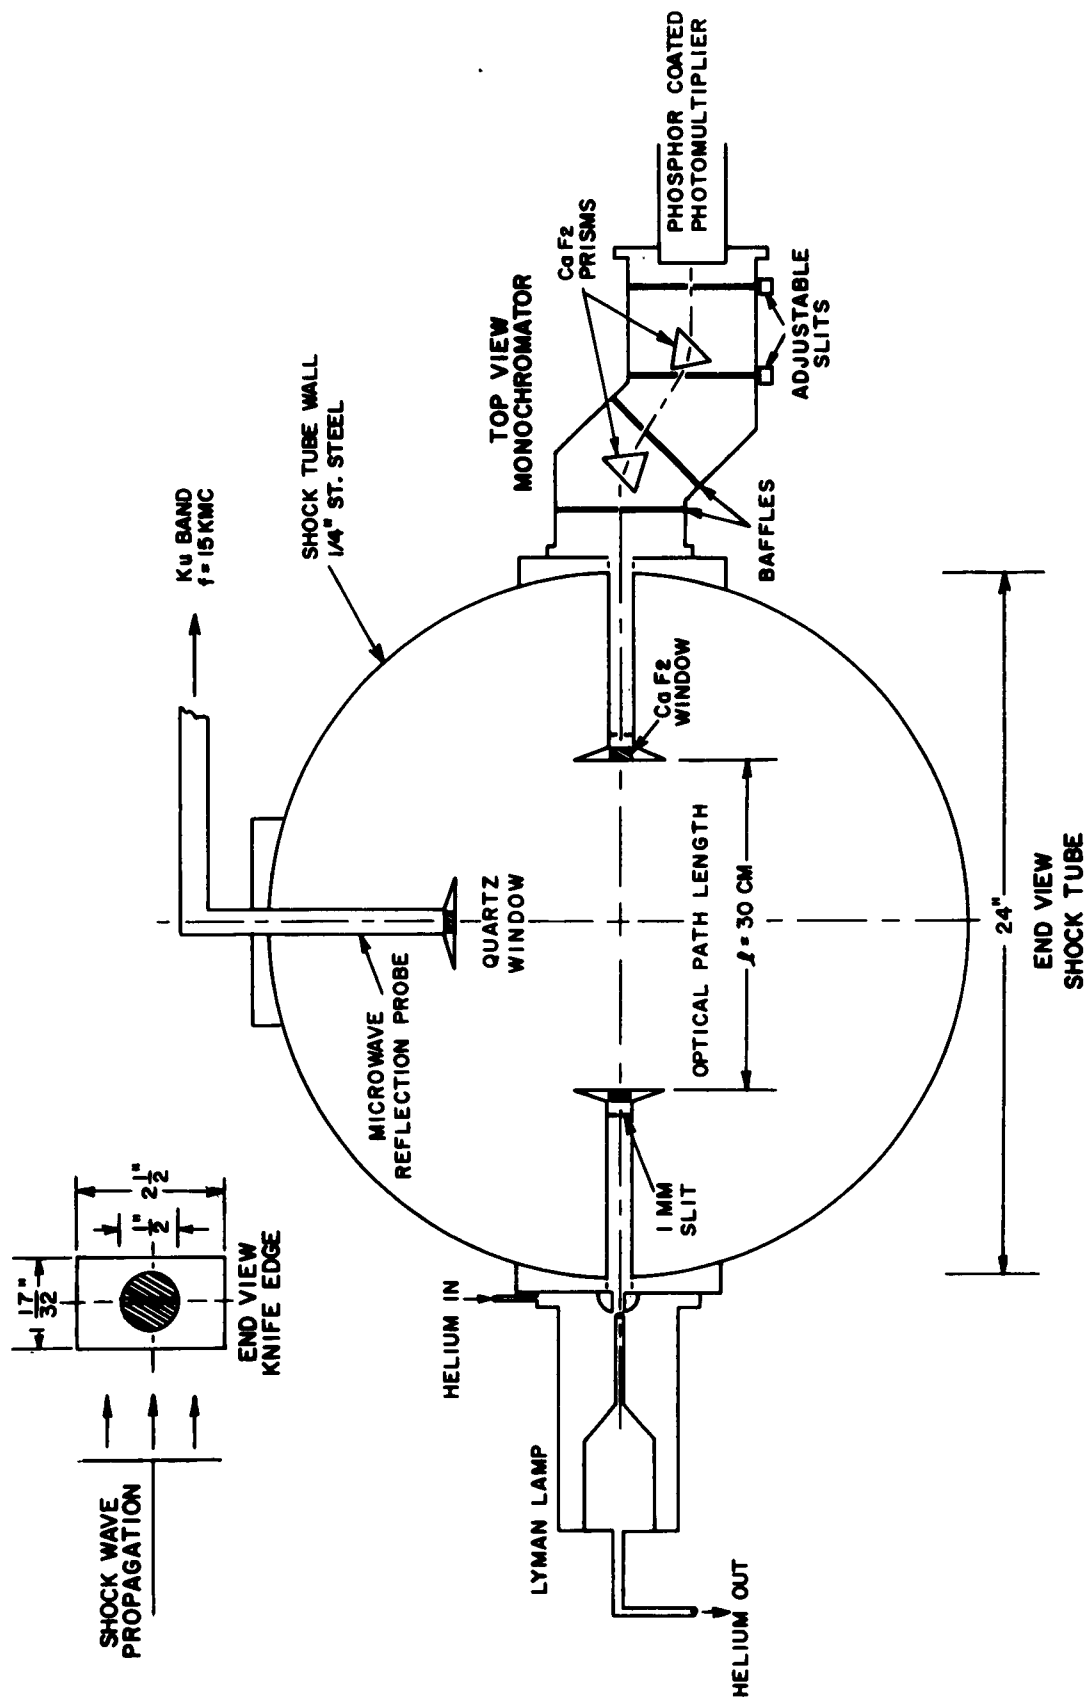 SHOCK WAVE
PROPAGATION
1 17"
32
1"
2
2 1"
2
END VIEW
KNIFE EDGE
Ku BAND
f = 15 KMC
SHOCK TUBE WALL
1/4" ST. STEEL
MICROWAVE
REFLECTION PROBE
QUARTZ
WINDOW
TOP VIEW
MONOCHROMATOR
CaF2
PRISMS
PHOSPHOR COATED
PHOTOMULTIPLIER
HELIUM IN
LYMAN LAMP
HELIUM OUT
1 MM
SLIT
OPTICAL PATH LENGTH
ℓ = 30 CM
CaF2
WINDOW
BAFFLES
ADJUSTABLE
SLITS
24"
END VIEW
SHOCK TUBE